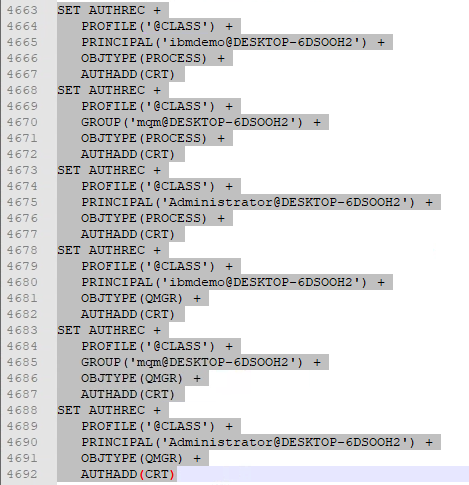 4663 SET AUTHREC +
4664    PROFILE('@CLASS') +
4665    PRINCIPAL('ibmdemo@DESKTOP-6DSOOH2') +
4666    OBJTYPE(PROCESS) +
4667    AUTHADD(CRT)
4668 SET AUTHREC +
4669    PROFILE('@CLASS') +
4670    GROUP('mqm@DESKTOP-6DSOOH2') +
4671    OBJTYPE(PROCESS) +
4672    AUTHADD(CRT)
4673 SET AUTHREC +
4674    PROFILE('@CLASS') +
4675    PRINCIPAL('Administrator@DESKTOP-6DSOOH2') +
4676    OBJTYPE(PROCESS) +
4677    AUTHADD(CRT)
4678 SET AUTHREC +
4679    PROFILE('@CLASS') +
4680    PRINCIPAL('ibmdemo@DESKTOP-6DSOOH2') +
4681    OBJTYPE(QMGR) +
4682    AUTHADD(CRT)
4683 SET AUTHREC +
4684    PROFILE('@CLASS') +
4685    GROUP('mqm@DESKTOP-6DSOOH2') +
4686    OBJTYPE(QMGR) +
4687    AUTHADD(CRT)
4688 SET AUTHREC +
4689    PROFILE('@CLASS') +
4690    PRINCIPAL('Administrator@DESKTOP-6DSOOH2') +
4691    OBJTYPE(QMGR) +
4692    AUTHADD(CRT)